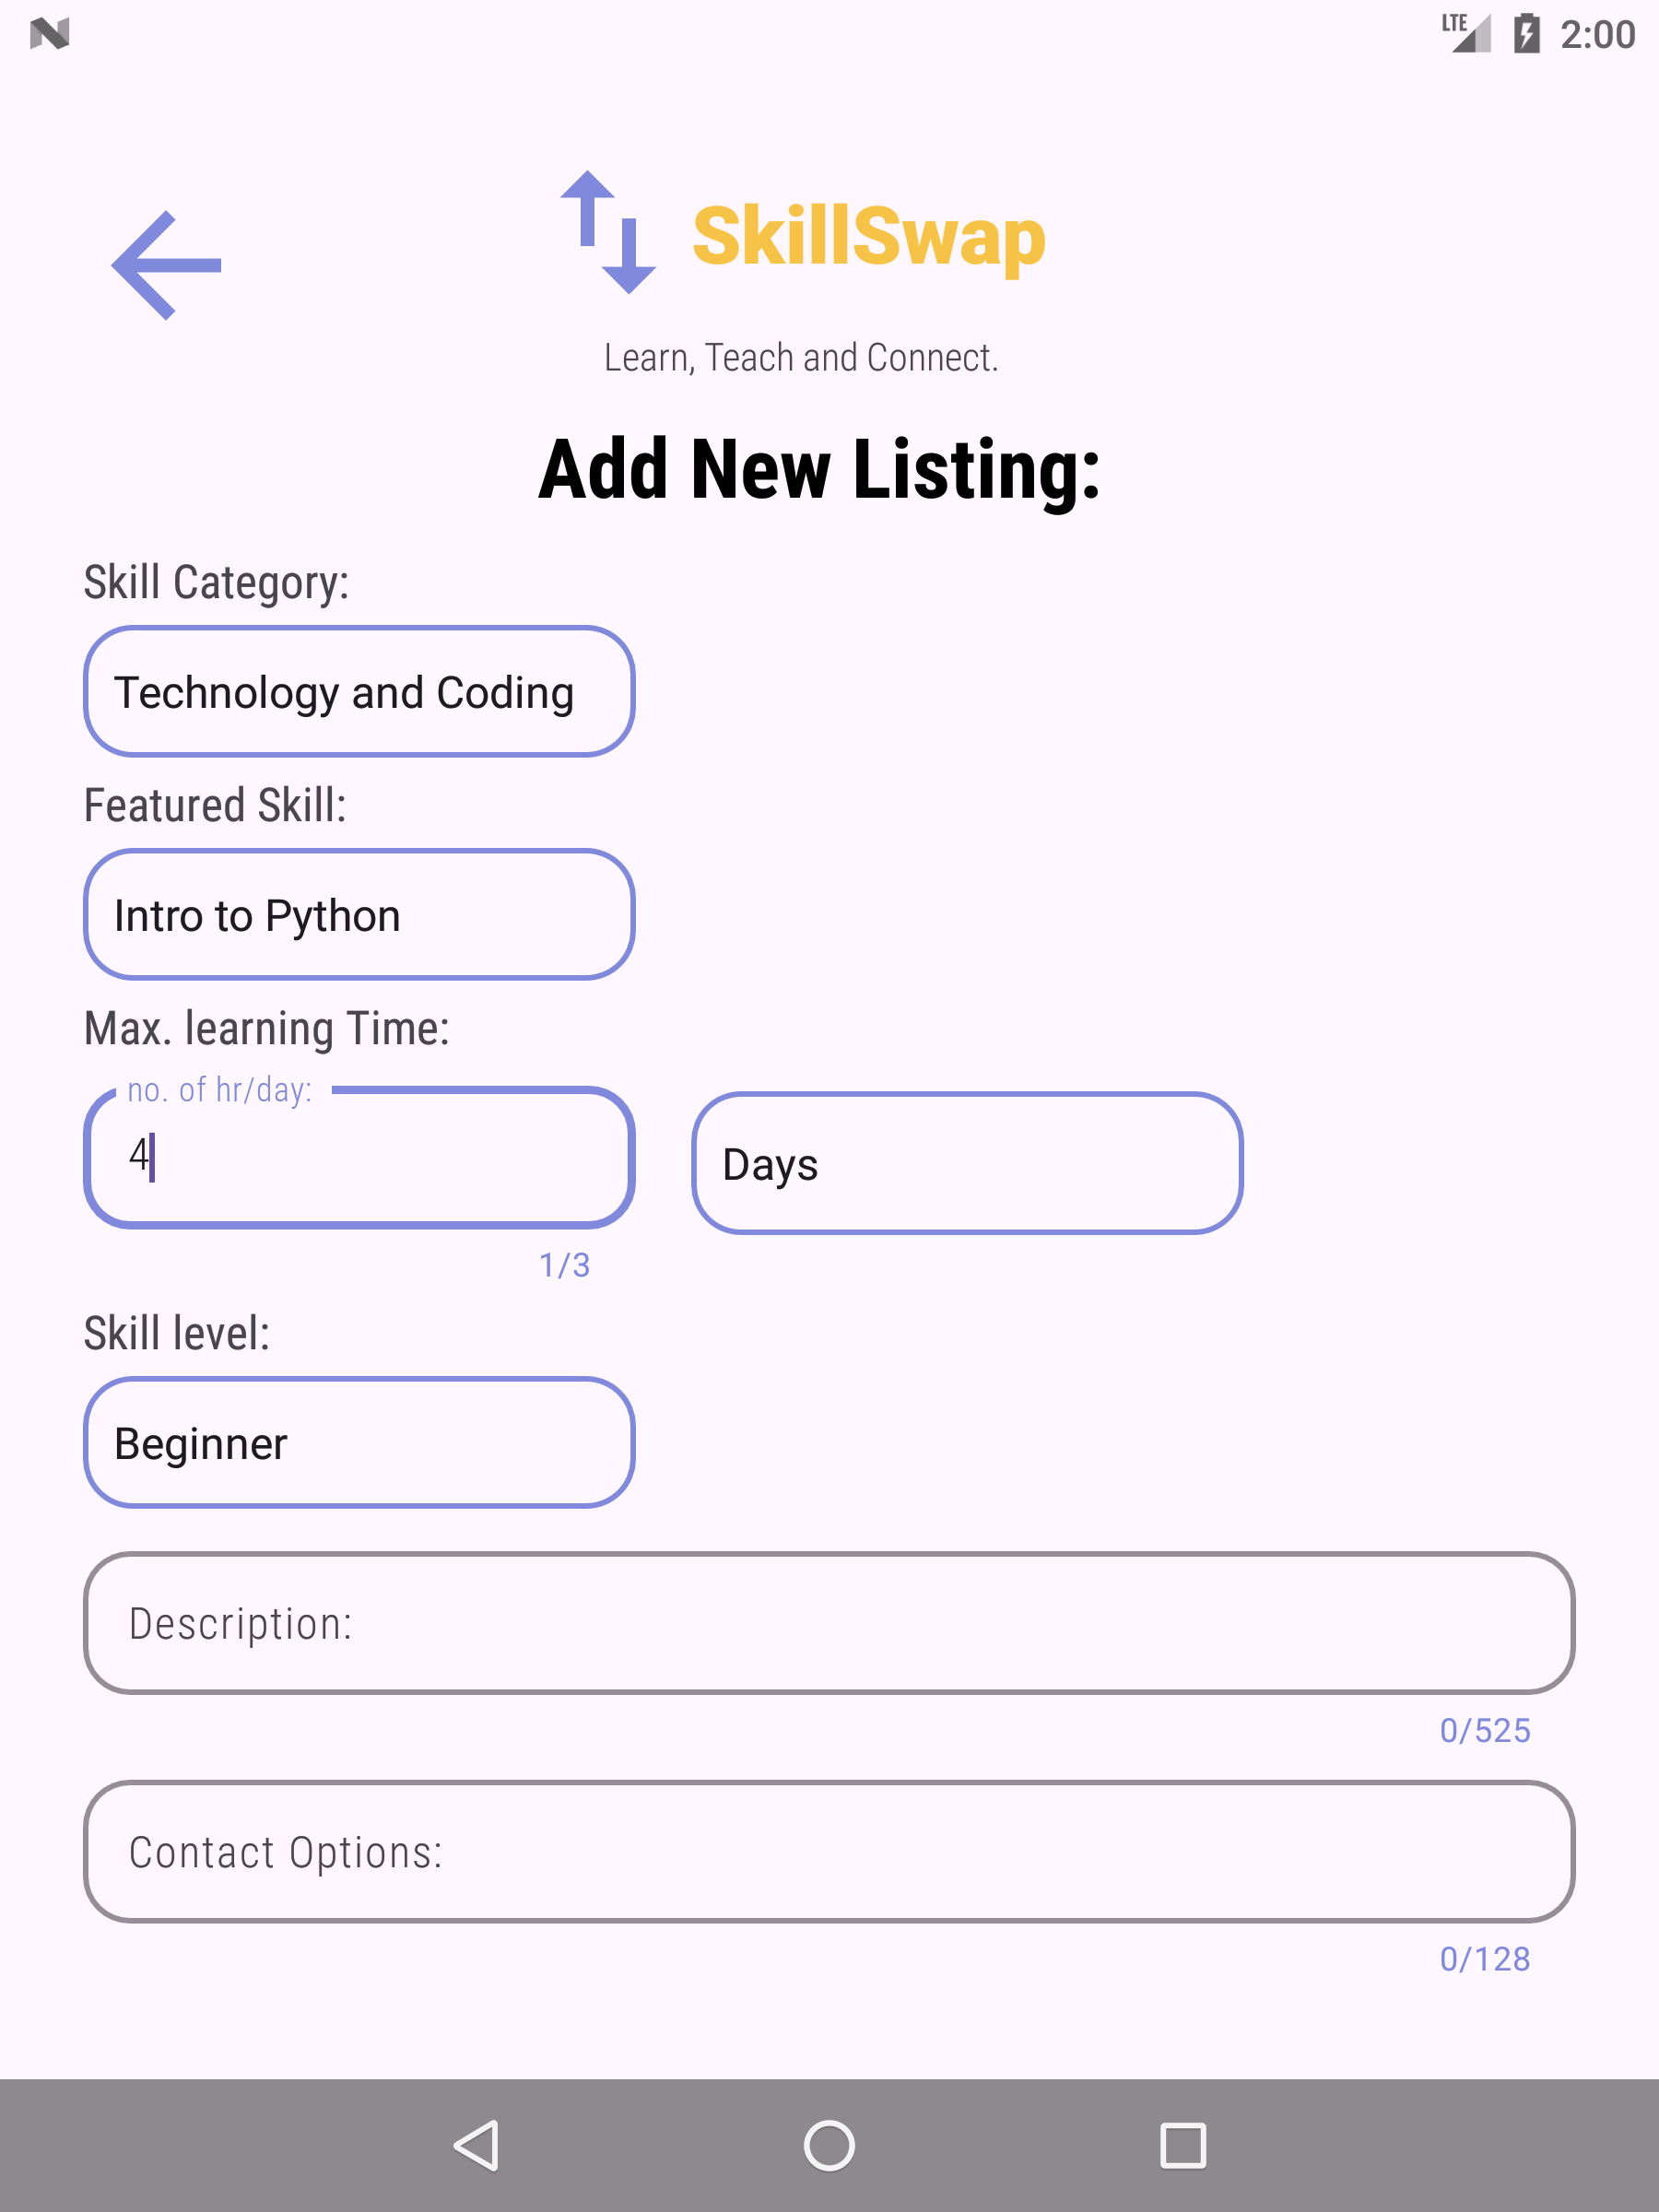 LTE 2:00
SkillSwap
Learn, Teach and Connect.
Add New Listing:
Skill Category:
Technology and Coding
Featured Skill:
Intro to Python
Max. learning Time:
no. of hr/day:
4
Days
1/3
Skill level:
Beginner
Description:
0/525
Contact Options:
0/128